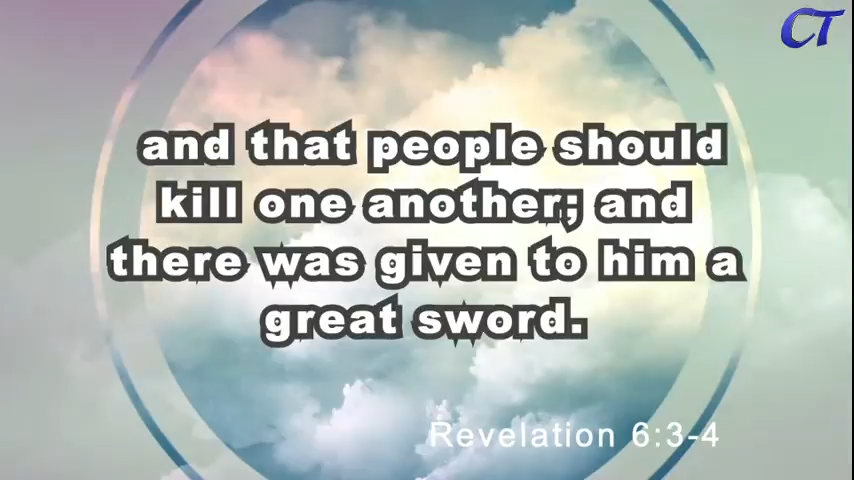 CT
and that people should
kill one another; and
there was given to him a
great sword.
Revelation 6:3-4